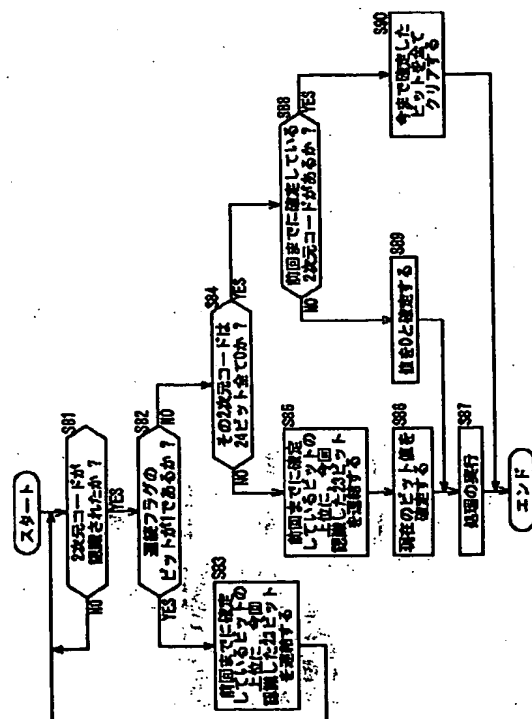 スタート
S81
2次元コードが
認識されたか？
NO
YES
S82
連続フラグの
ビットが1であるか？
YES
NO
S83
前回までに確定
しているビットの
上位に、今回
認識した23ビット
を連結する
S84
その2次元コードは
24ビット全て0か？
NO
YES
S85
前回までに確定
しているビットの
上位に、今回
認識した23ビット
を連結する
S86
現在のビット値を
確定する
S87
処理の実行
S88
前回までに確定している
2次元コードがあるか？
NO
YES
S89
値を0と確定する
S90
今まで確定した
ビットを全て
クリアする
エンド